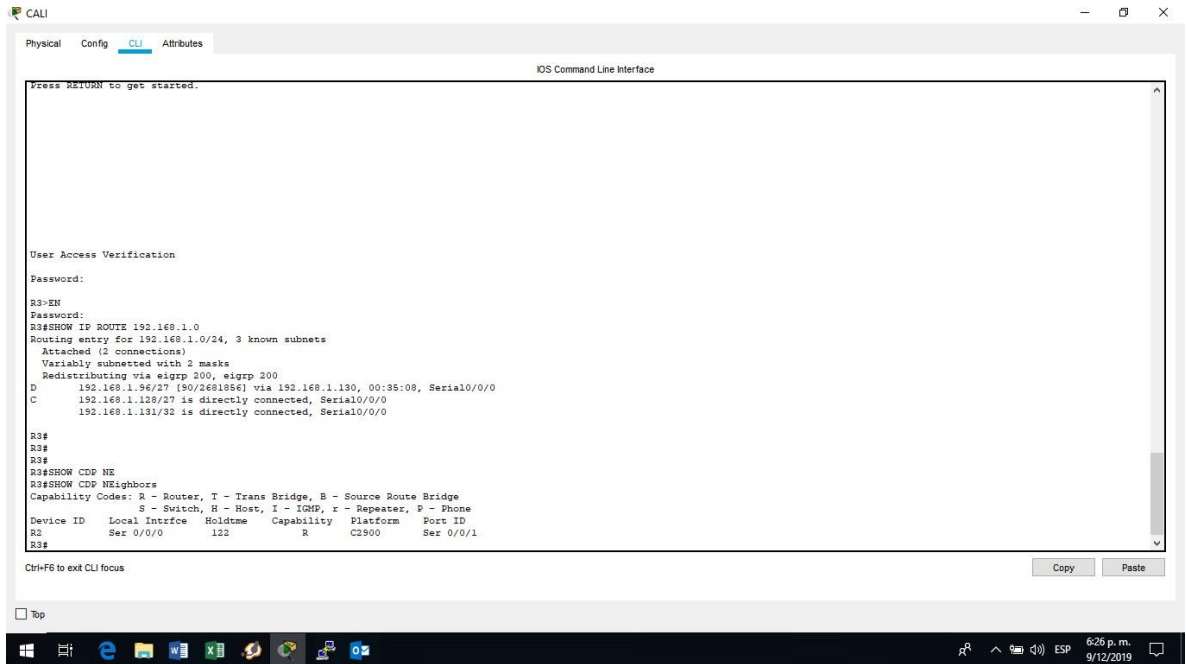 CALI
Physical Config CLI Attributes
IOS Command Line Interface
Press RETURN to get started.
User Access Verification
Password:
R3>EN
Password:
R3#SHOW IP ROUTE 192.168.1.0
Routing entry for 192.168.1.0/24, 3 known subnets
Attached (2 connections)
Variably subnetted with 2 masks
Redistributing via eigrp 200, eigrp 200
D 192.168.1.96/27 [90/2681856] via 192.168.1.130, 00:35:08, Serial0/0/0
C 192.168.1.128/27 is directly connected, Serial0/0/0
192.168.1.131/32 is directly connected, Serial0/0/0
R3#
R3#
R3#
R3#SHOW CDP NE
R3#SHOW CDP NEighbors
Capability Codes: R - Router, T - Trans Bridge, B - Source Route Bridge
S - Switch, H - Host, I - IGMP, r - Repeater, P - Phone
Device ID Local Intrfce Holdtme Capability Platform Port ID
R2 Ser 0/0/0 122 R C2900 Ser 0/0/1
R3#
Ctrl+F6 to exit CLI focus
Copy Paste
Top
ESP
6:26 p. m.
9/12/2019